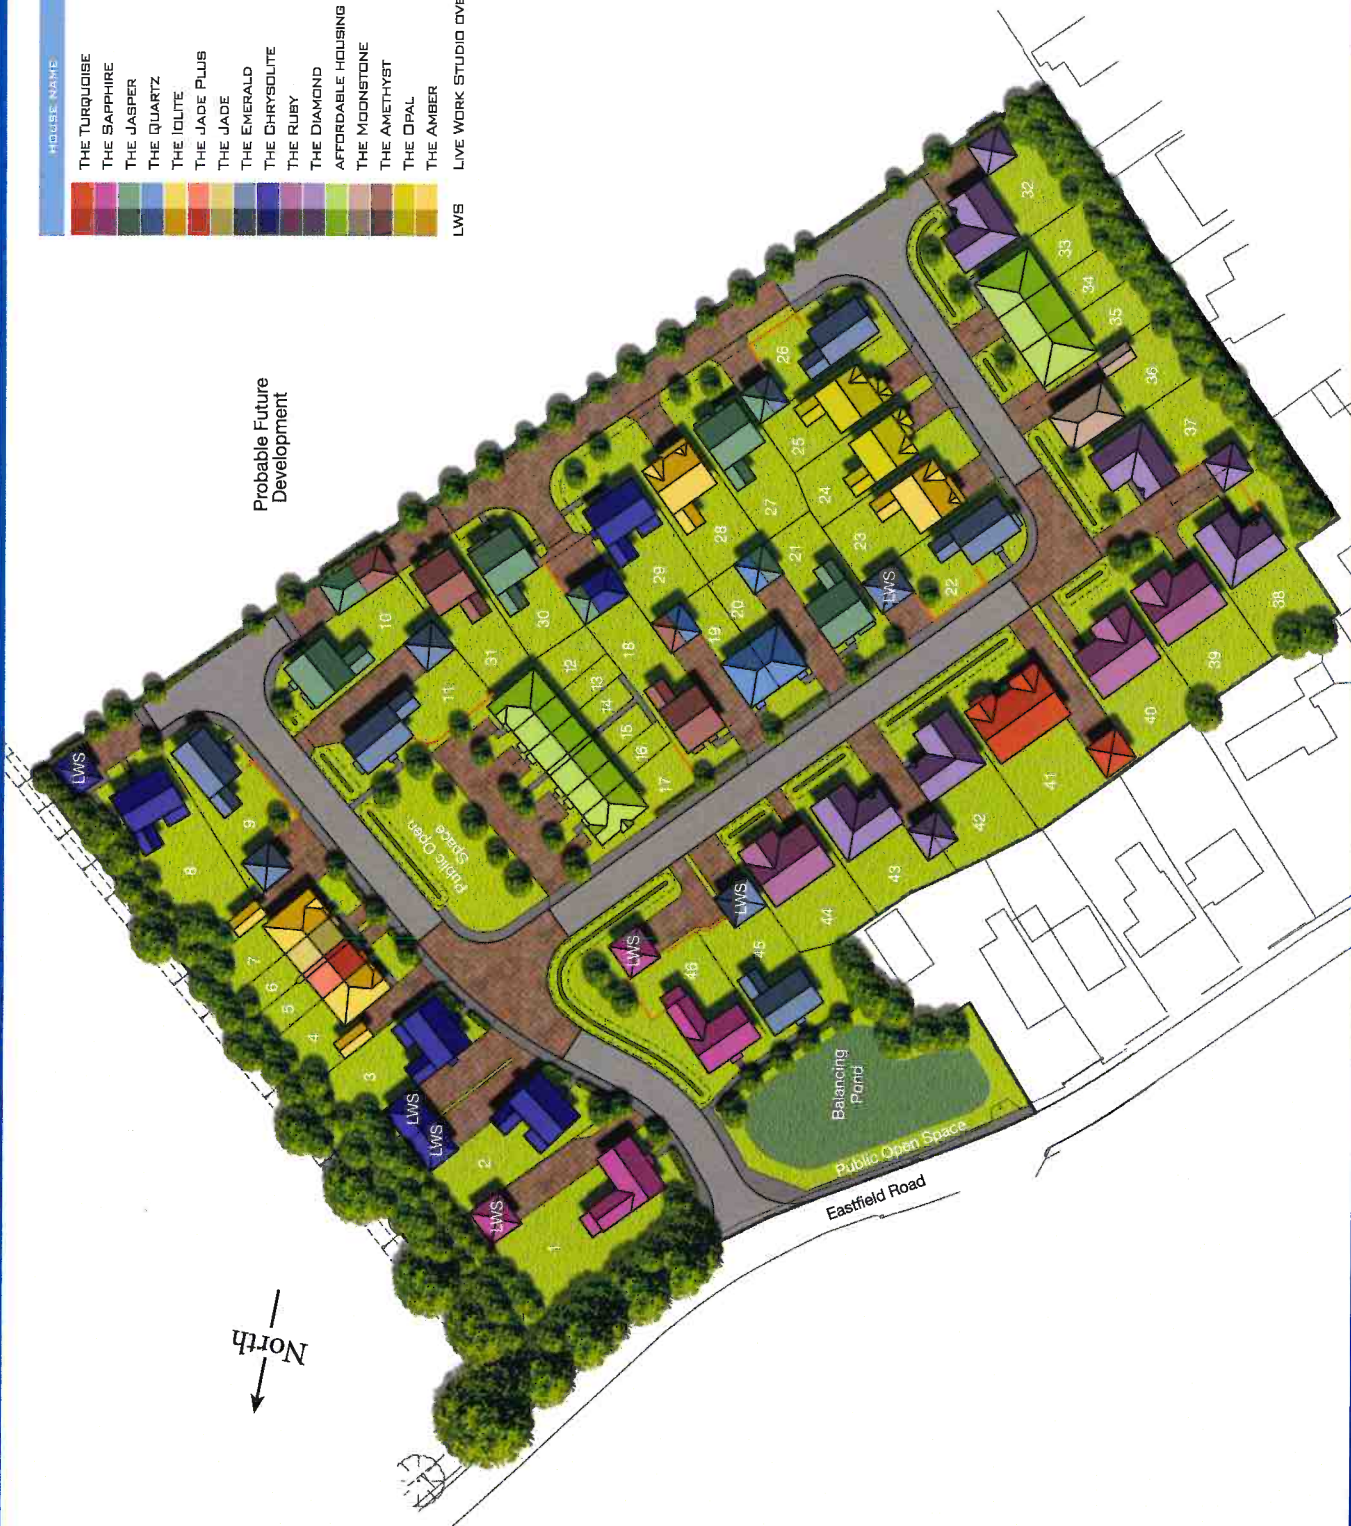 HOUSE NAME
THE TURQUOISE
THE SAPPHIRE
THE JASPER
THE QUARTZ
THE IOLITE
THE JADE PLUS
THE JADE
THE EMERALD
THE CHRYSOLITE
THE RUBY
THE DIAMOND
AFFORDABLE HOUSING
THE MOONSTONE
THE AMETHYST
THE OPAL
THE AMBER
LWS LIVE WORK STUDIO OVE
Probable Future
Development
North
Public Open
Space
Balancing
Pond
Public Open Space
Eastfield Road
1
2
3
4
5
6
7
8
9
10
11
12
13
14
15
16
17
18
19
20
21
22
23
24
25
26
27
28
29
30
31
32
33
34
35
36
37
38
39
40
41
42
43
44
45
46
LWS
LWS
LWS
LWS
LWS
LWS
LWS